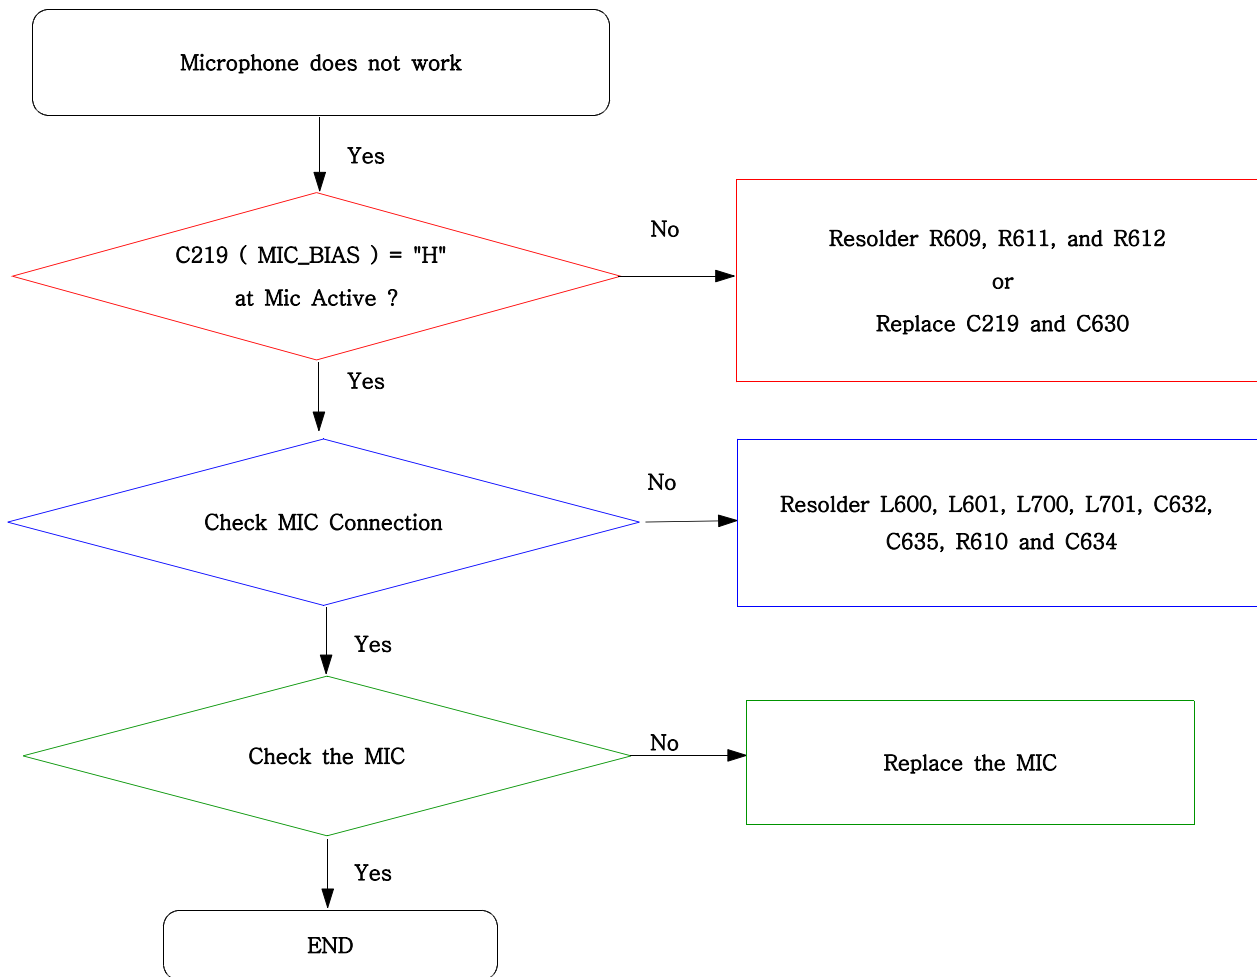 Microphone does not work
Yes
C219 ( MIC_BIAS ) = "H"
at Mic Active ?
No
Resolder R609, R611, and R612
or
Replace C219 and C630
Yes
Check MIC Connection
No
Resolder L600, L601, L700, L701, C632,
C635, R610 and C634
Yes
Check the MIC
No
Replace the MIC
Yes
END